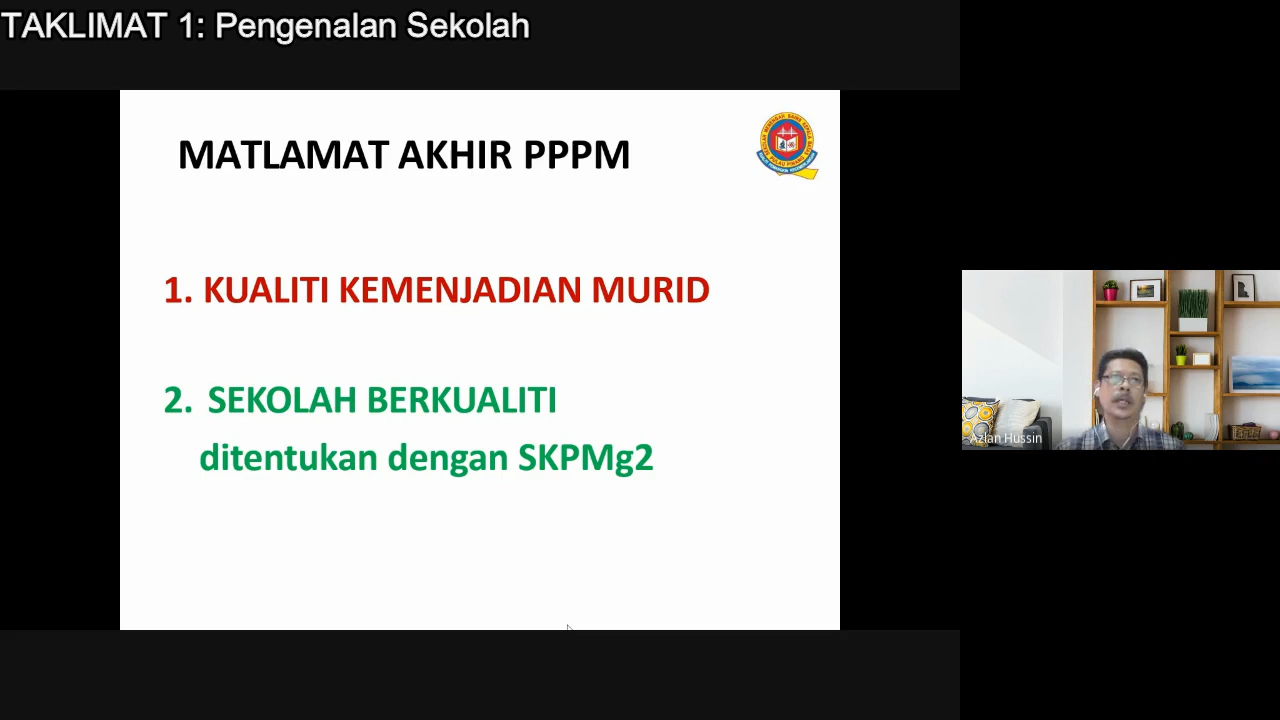 TAKLIMAT 1: Pengenalan Sekolah
MATLAMAT AKHIR PPPM
1. KUALITI KEMENJADIAN MURID
2. SEKOLAH BERKUALITI
ditentukan dengan SKPMg2
Azlan Hussin